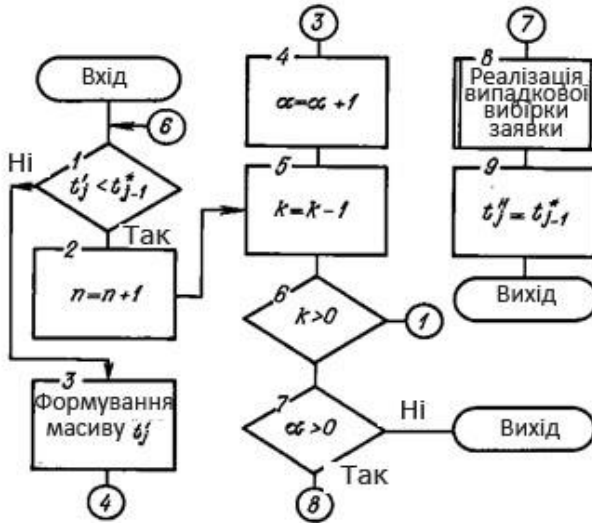 Вхід
6
1
Ні
t'j < t*j-1
Так
2
n=n+1
3
Формування
масиву t'j
4
3
4
α=α+1
5
k=k-1
6
k>0
1
7
α>0
Ні
Вихід
Так
8
7
8
Реалізація
випадкової
вибірки
заявки
9
t"j = t*j-1
Вихід